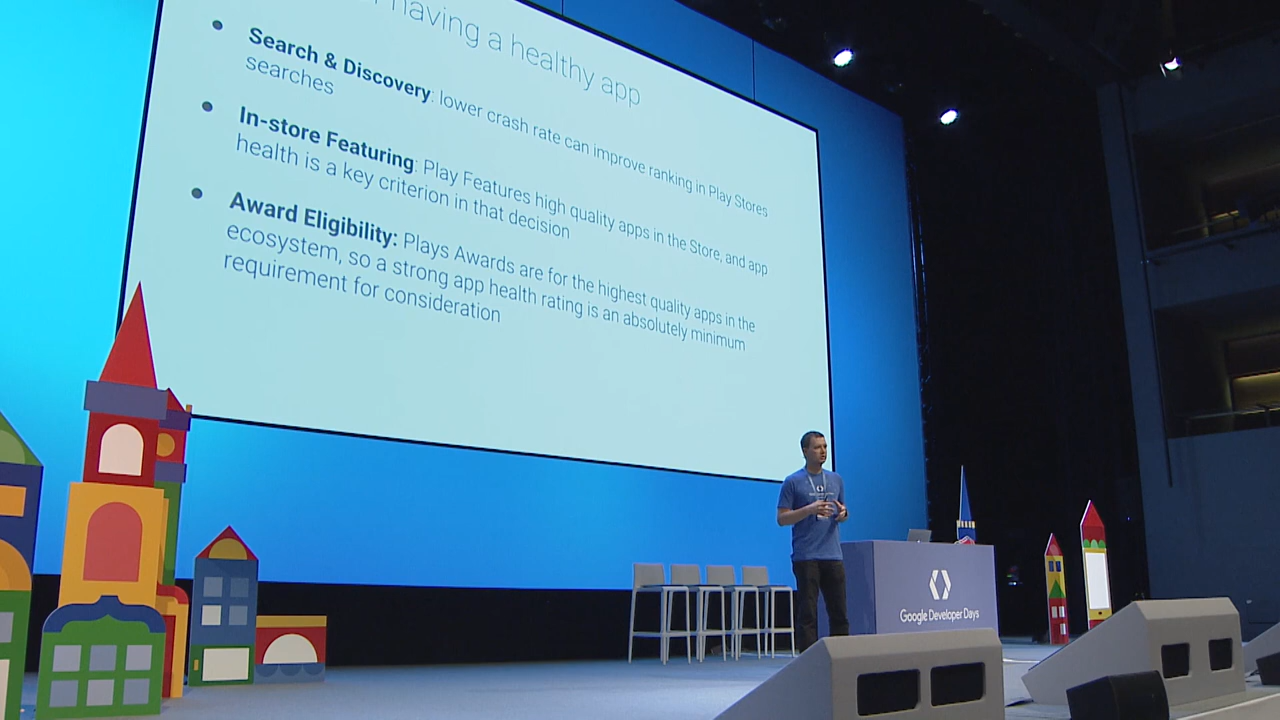 having a healthy app
Search & Discovery: lower crash rate can improve ranking in Play Stores
searches
In-store Featuring: Play Features high quality apps in the Store, and app
health is a key criterion in that decision
Award Eligibility: Plays Awards are for the highest quality apps in the
ecosystem, so a strong app health rating is an absolutely minimum
requirement for consideration
Google Developer Days